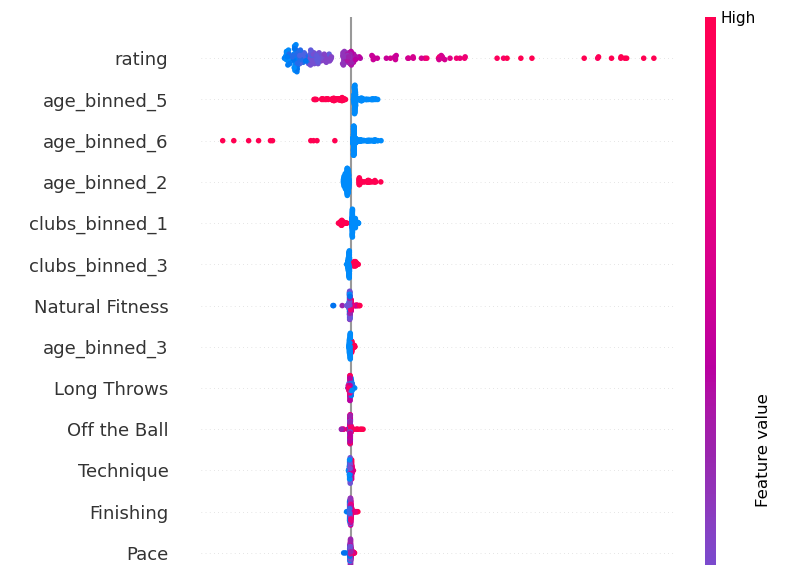 High
rating
age_binned_5
age_binned_6
age_binned_2
clubs_binned_1
clubs_binned_3
Natural Fitness
age_binned_3
Long Throws
Off the Ball
Technique
Finishing
Pace
Feature value